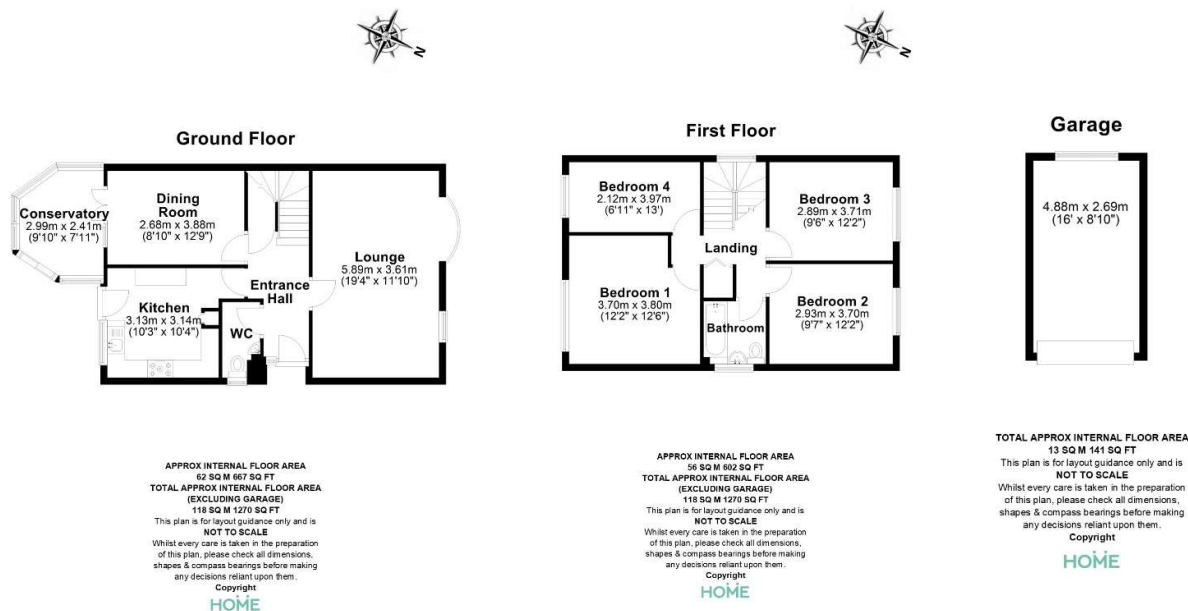 N
N
Ground Floor
Conservatory
2.99m x 2.41m
(9'10" x 7'11")
Dining
Room
2.68m x 3.88m
(8'10" x 12'9")
Lounge
5.89m x 3.61m
(19'4" x 11'10")
Entrance
Hall
Kitchen
3.13m x 3.14m
(10'3" x 10'4")
WC
APPROX INTERNAL FLOOR AREA
62 SQ M 667 SQ FT
TOTAL APPROX INTERNAL FLOOR AREA
(EXCLUDING GARAGE)
118 SQ M 1270 SQ FT
This plan is for layout guidance only and is
NOT TO SCALE
Whilst every care is taken in the preparation
of this plan, please check all dimensions,
shapes & compass bearings before making
any decisions reliant upon them.
Copyright
HOME
First Floor
Bedroom 4
2.12m x 3.97m
(6'11" x 13')
Bedroom 3
2.89m x 3.71m
(9'6" x 12'2")
Landing
Bedroom 1
3.70m x 3.80m
(12'2" x 12'6")
Bedroom 2
2.93m x 3.70m
(9'7" x 12'2")
Bathroom
APPROX INTERNAL FLOOR AREA
56 SQ M 602 SQ FT
TOTAL APPROX INTERNAL FLOOR AREA
(EXCLUDING GARAGE)
118 SQ M 1270 SQ FT
This plan is for layout guidance only and is
NOT TO SCALE
Whilst every care is taken in the preparation
of this plan, please check all dimensions,
shapes & compass bearings before making
any decisions reliant upon them.
Copyright
HOME
Garage
4.88m x 2.69m
(16' x 8'10")
TOTAL APPROX INTERNAL FLOOR AREA
13 SQ M 141 SQ FT
This plan is for layout guidance only and is
NOT TO SCALE
Whilst every care is taken in the preparation
of this plan, please check all dimensions,
shapes & compass bearings before making
any decisions reliant upon them.
Copyright
HOME